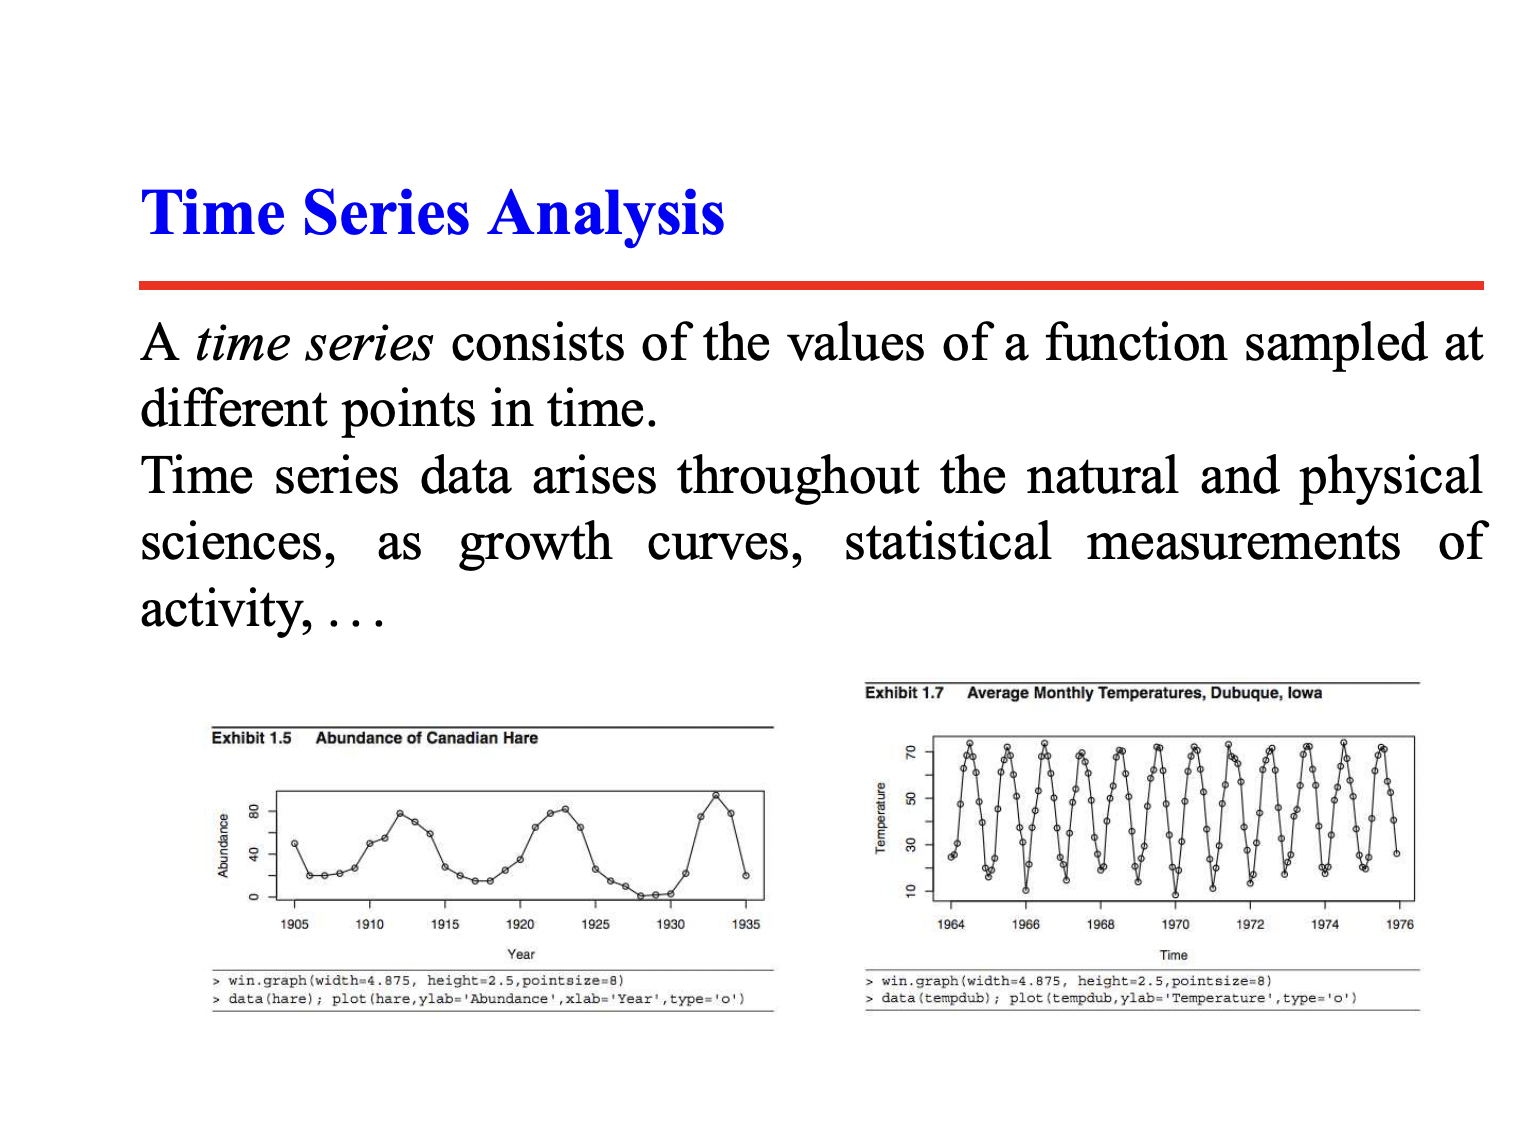 Time Series Analysis
A time series consists of the values of a function sampled at
different points in time.
Time series data arises throughout the natural and physical
sciences, as growth curves, statistical measurements of
activity, . . .
Exhibit 1.5 Abundance of Canadian Hare
Abundance
80
40
0
1905 1910 1915 1920 1925 1930 1935
Year
> win.graph(width=4.875, height=2.5,pointsize=8)
> data(hare); plot(hare,ylab='Abundance',xlab='Year',type='o')
Exhibit 1.7 Average Monthly Temperatures, Dubuque, Iowa
Temperature
70
50
30
10
1964 1966 1968 1970 1972 1974 1976
Time
> win.graph(width=4.875, height=2.5,pointsize=8)
> data(tempdub); plot(tempdub,ylab='Temperature',type='o')